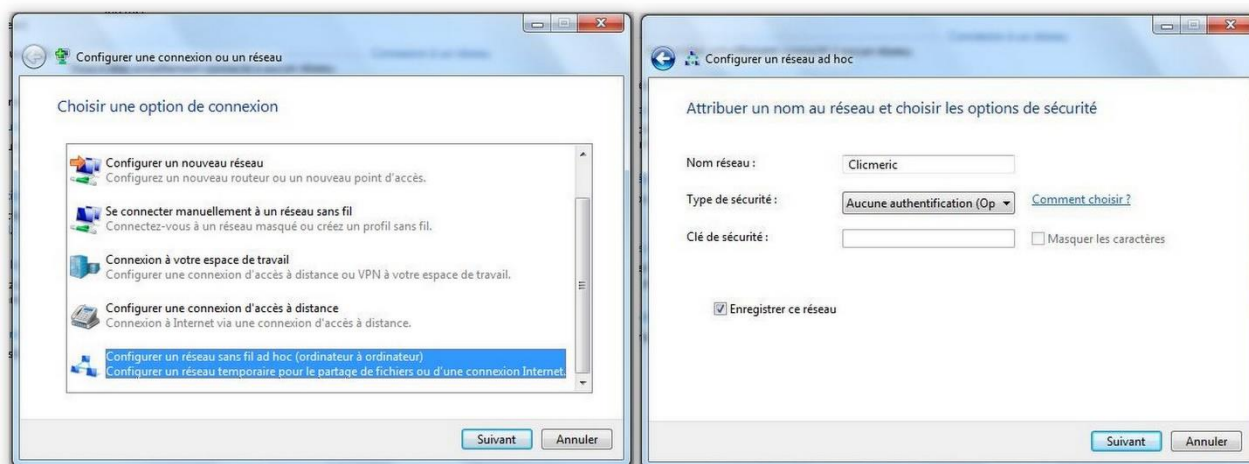 Configurer une connexion ou un réseau
Choisir une option de connexion
Configurer un nouveau réseau
Configurez un nouveau routeur ou un nouveau point d'accès.
Se connecter manuellement à un réseau sans fil
Connectez-vous à un réseau masqué ou créez un profil sans fil.
Connexion à votre espace de travail
Configurer une connexion d'accès à distance ou VPN à votre espace de travail.
Configurer une connexion d'accès à distance
Connexion à Internet via une connexion d'accès à distance.
Configurer un réseau sans fil ad hoc (ordinateur à ordinateur)
Configurer un réseau temporaire pour le partage de fichiers ou d'une connexion Internet.
Suivant Annuler
Configurer un réseau ad hoc
Attribuer un nom au réseau et choisir les options de sécurité
Nom réseau : Clicmeric
Type de sécurité : Aucune authentification (Op Comment choisir ?
Clé de sécurité : Masquer les caractères
Enregistrer ce réseau
Suivant Annuler